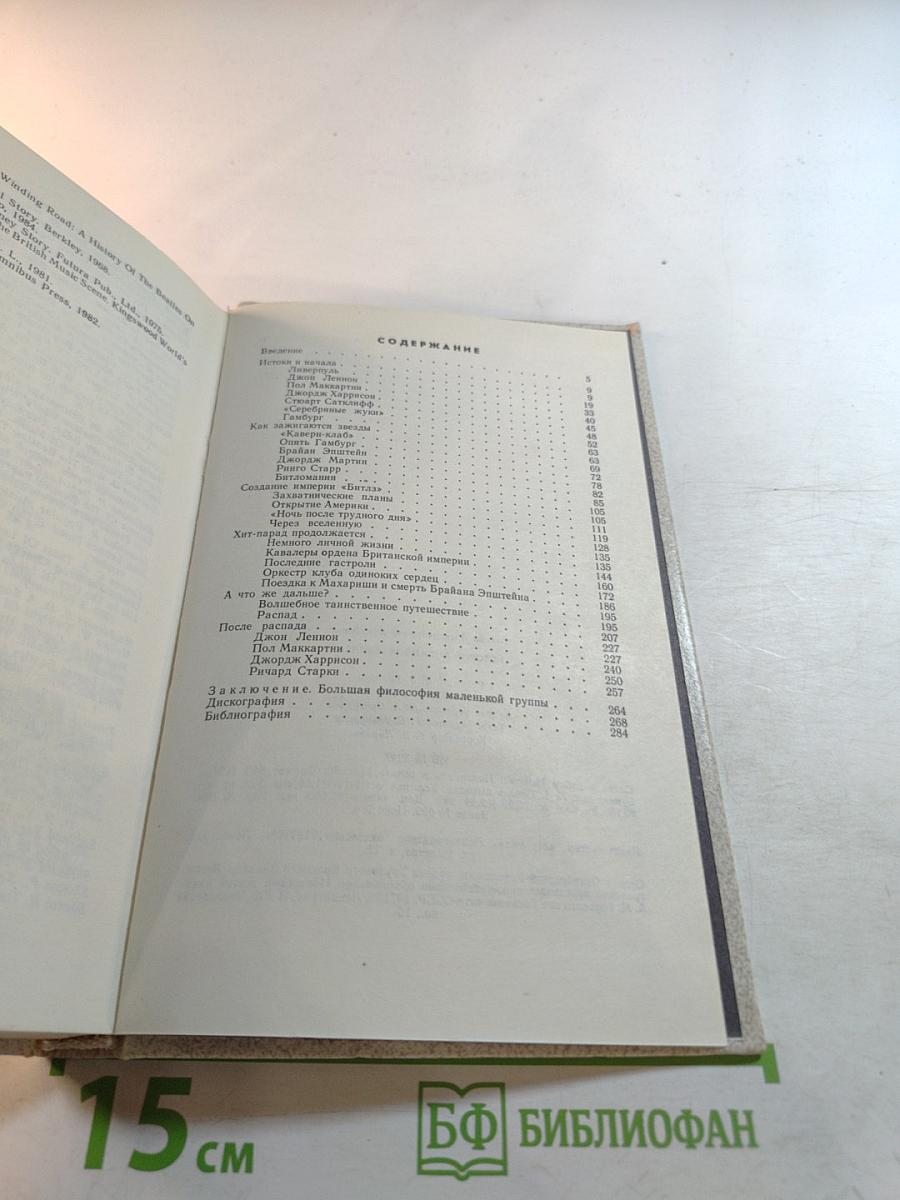 Winding Road: A History Of The Beatles On
l Story. Berkley, 1968.
p, 1984.
ney Story. Futura Pub., Ltd., 1975.
he British Music Scene. Kingswood World's
L., 1981.
mnibus Press, 1982.
СОДЕРЖАНИЕ
Введение 5
Истоки и начала 9
Ливерпуль 9
Джон Леннон 19
Пол Маккартни 33
Джордж Харрисон 40
Стюарт Сатклифф 45
«Серебряные жуки» 48
Гамбург 52
Как зажигаются звезды 63
«Каверн-клаб» 63
Опять Гамбург 69
Брайан Эпштейн 72
Джордж Мартин 78
Ринго Старр 82
Битломания 85
Создание империи «Битлз» 105
Захватнические планы 105
Открытие Америки 111
«Ночь после трудного дня» 119
Через вселенную 128
Хит-парад продолжается 135
Немного личной жизни 135
Кавалеры ордена Британской империи 144
Последние гастроли 160
Оркестр клуба одиноких сердец 172
Поездка к Махариши и смерть Брайана Эпштейна 186
А что же дальше? 195
Волшебное таинственное путешествие 195
Распад 207
После распада 227
Джон Леннон 227
Пол Маккартни 240
Джордж Харрисон 250
Ричард Старки 257
Заключение. Большая философия маленькой группы 264
Дискография 268
Библиография 284
15 см
БФ БИБЛИОФАН